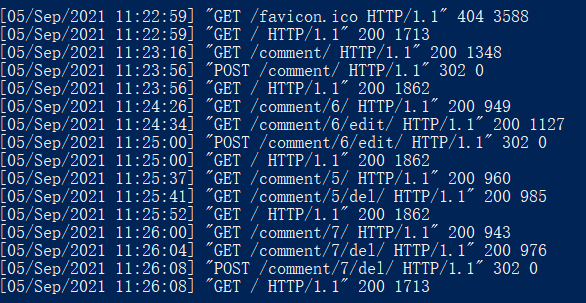 [05/Sep/2021 11:22:59] "GET /favicon.ico HTTP/1.1" 404 3588
[05/Sep/2021 11:22:59] "GET / HTTP/1.1" 200 1713
[05/Sep/2021 11:23:16] "GET /comment/ HTTP/1.1" 200 1348
[05/Sep/2021 11:23:56] "POST /comment/ HTTP/1.1" 302 0
[05/Sep/2021 11:23:56] "GET / HTTP/1.1" 200 1862
[05/Sep/2021 11:24:26] "GET /comment/6/ HTTP/1.1" 200 949
[05/Sep/2021 11:24:34] "GET /comment/6/edit/ HTTP/1.1" 200 1127
[05/Sep/2021 11:25:00] "POST /comment/6/edit/ HTTP/1.1" 302 0
[05/Sep/2021 11:25:00] "GET / HTTP/1.1" 200 1862
[05/Sep/2021 11:25:37] "GET /comment/5/ HTTP/1.1" 200 960
[05/Sep/2021 11:25:41] "GET /comment/5/del/ HTTP/1.1" 200 985
[05/Sep/2021 11:25:52] "GET / HTTP/1.1" 200 1862
[05/Sep/2021 11:26:00] "GET /comment/7/ HTTP/1.1" 200 943
[05/Sep/2021 11:26:04] "GET /comment/7/del/ HTTP/1.1" 200 976
[05/Sep/2021 11:26:08] "POST /comment/7/del/ HTTP/1.1" 302 0
[05/Sep/2021 11:26:08] "GET / HTTP/1.1" 200 1713